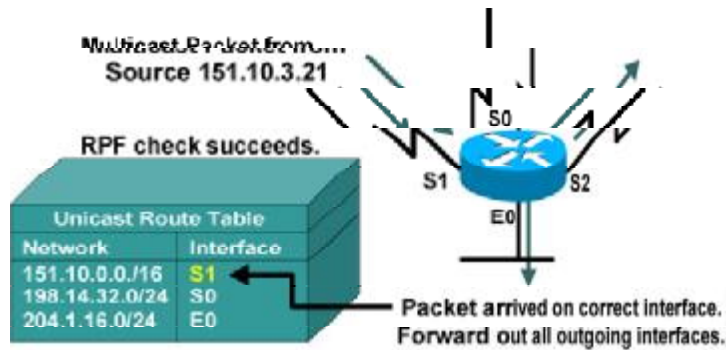 Multicast Packet from
Source 151.10.3.21
RPF check succeeds.
S0
S1
S2
E0
Unicast Route Table
Network Interface
151.10.0.0./16 S1
198.14.32.0/24 S0
204.1.16.0/24 E0
Packet arrived on correct interface.
Forward out all outgoing interfaces.